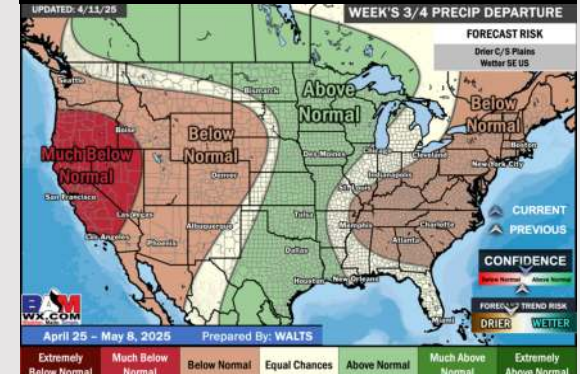 UPDATED: 4/11/25
WEEK'S 3/4 PRECIP DEPARTURE
FORECAST RISK
Drier C/S Plains
Wetter SE US
Seattle
Bismarck
Above
Normal
Below
Normal
Boise
Below
Normal
Much Below
Normal
Des Moines
Chicago
Cleveland
Boston
New York City
Denver
Indianapolis
St. Louis
San Francisco
Las Vegas
Los Angeles
Phoenix
Albuquerque
Tulsa
Memphis
Charlotte
Atlanta
Dallas
Houston
New Orleans
Miami
CURRENT
PREVIOUS
CONFIDENCE
Below Normal
Above Normal
FORECAST TREND RISK
DRIER
WETTER
BAM
WX.COM
April 25 – May 8, 2025
Prepared By: WALTS
Extremely
Below Normal
Much Below
Normal
Below Normal
Equal Chances
Above Normal
Much Above
Normal
Extremely
Above Normal